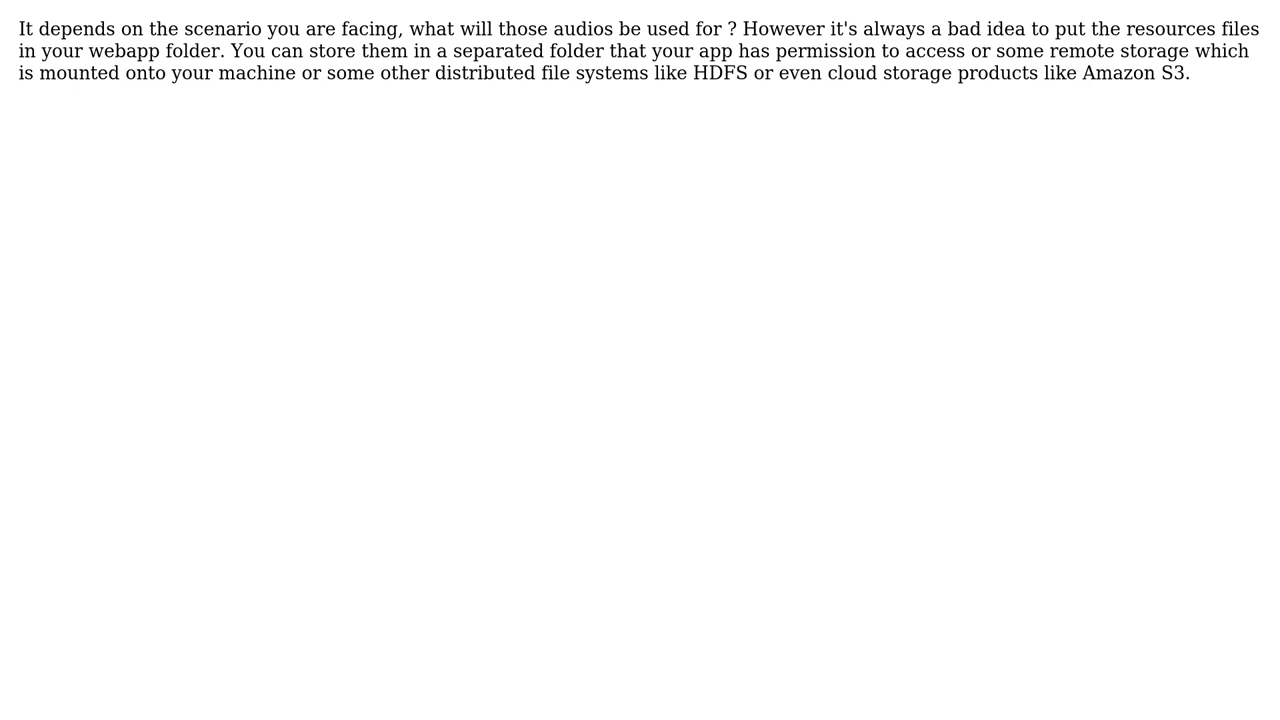 It depends on the scenario you are facing, what will those audios be used for ? However it's always a bad idea to put the resources files
in your webapp folder. You can store them in a separated folder that your app has permission to access or some remote storage which
is mounted onto your machine or some other distributed file systems like HDFS or even cloud storage products like Amazon S3.